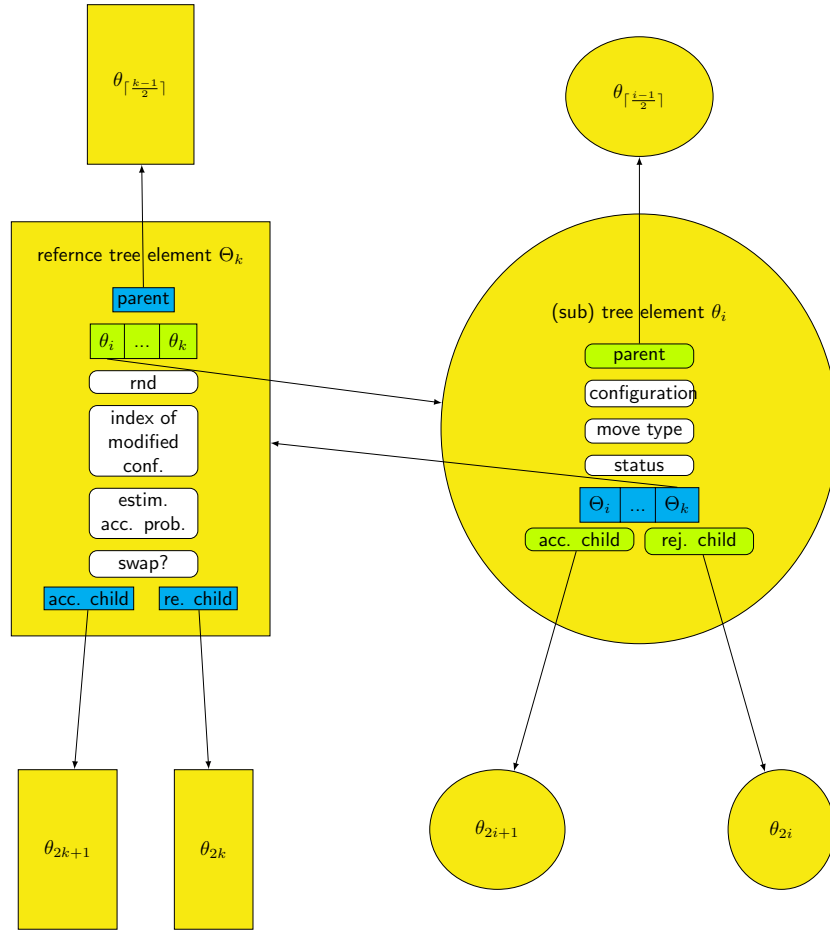 θ⌈(k−1)/2⌉
refernce tree element Θk
parent
θi ... θk
rnd
index of
modified
conf.
estim.
acc. prob.
swap?
acc. child re. child
θ2k+1
θ2k
θ⌈(i−1)/2⌉
(sub) tree element θi
parent
configuration
move type
status
Θi ... Θk
acc. child rej. child
θ2i+1
θ2i